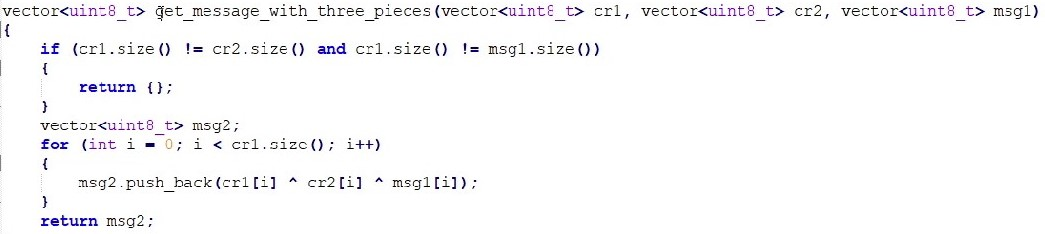 vector<uint8_t> get_message_with_three_pieces(vector<uint8_t> cr1, vector<uint8_t> cr2, vector<uint8_t> msg1)
{
    if (cr1.size() != cr2.size() and cr1.size() != msg1.size())
    {
        return {};
    }
    vector<uint8_t> msg2;
    for (int i = 0; i < cr1.size(); i++)
    {
        msg2.push_back(cr1[i] ^ cr2[i] ^ msg1[i]);
    }
    return msg2;